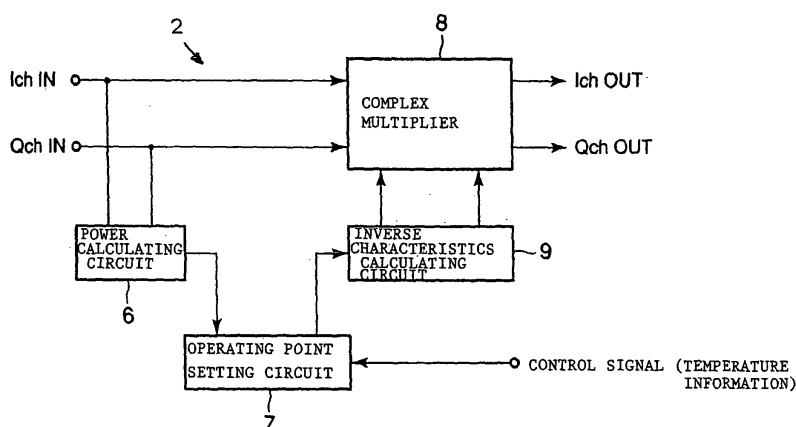 2
8
Ich IN
COMPLEX
MULTIPLIER
Ich OUT
Qch IN
Qch OUT
POWER
CALCULATING
CIRCUIT
6
INVERSE
CHARACTERISTICS
CALCULATING
CIRCUIT
9
OPERATING POINT
SETTING CIRCUIT
7
CONTROL SIGNAL (TEMPERATURE
INFORMATION)